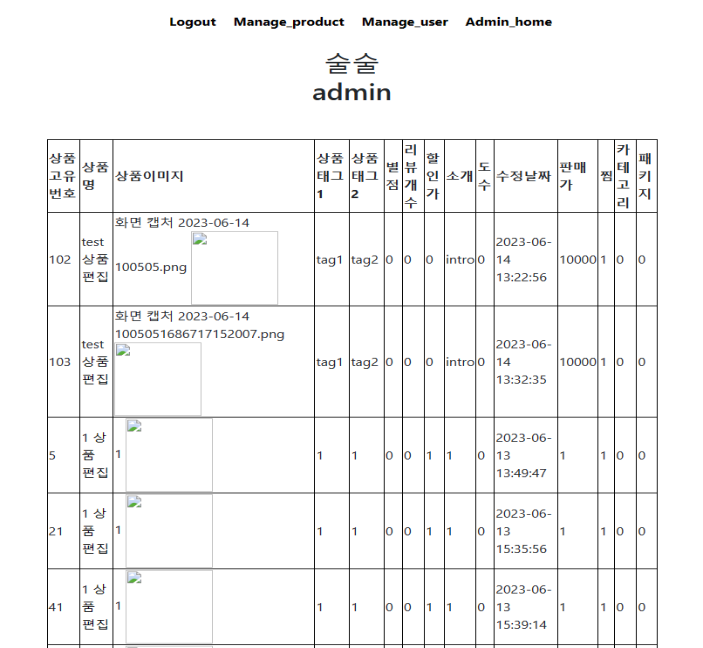 Logout Manage_product Manage_user Admin_home
술술
admin
상품 고유 번호 상품 명 상품이미지 상품 태그 1 상품 태그 2 별 점 리 뷰 개 수 할 인 가 소개 도 수 수정날짜 판매 가 찜 카 테 고 리 패 키 지
102 test 상품 편집 화면 캡처 2023-06-14 100505.png tag1 tag2 0 0 0 intro 0 2023-06-14 13:22:56 10000 1 0 0
103 test 상품 편집 화면 캡처 2023-06-14 1005051686717152007.png tag1 tag2 0 0 0 intro 0 2023-06-14 13:32:35 10000 1 0 0
5 1 상품 편집 1 1 1 0 0 1 1 0 2023-06-13 13:49:47 1 1 0 0
21 1 상품 편집 1 1 1 0 0 1 1 0 2023-06-13 15:35:56 1 1 0 0
41 1 상품 편집 1 1 1 0 0 1 1 0 2023-06-13 15:39:14 1 1 0 0